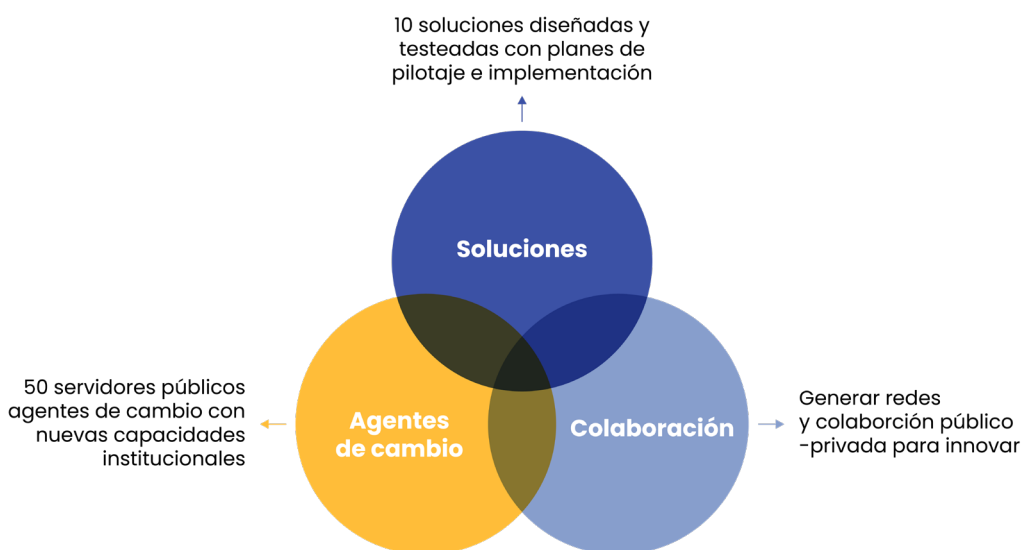 10 soluciones diseñadas y
testeadas con planes de
pilotaje e implementación
Soluciones
50 servidores públicos
agentes de cambio con
nuevas capacidades
institucionales
Agentes
de cambio
Colaboración
Generar redes
y colaborción público
-privada para innovar